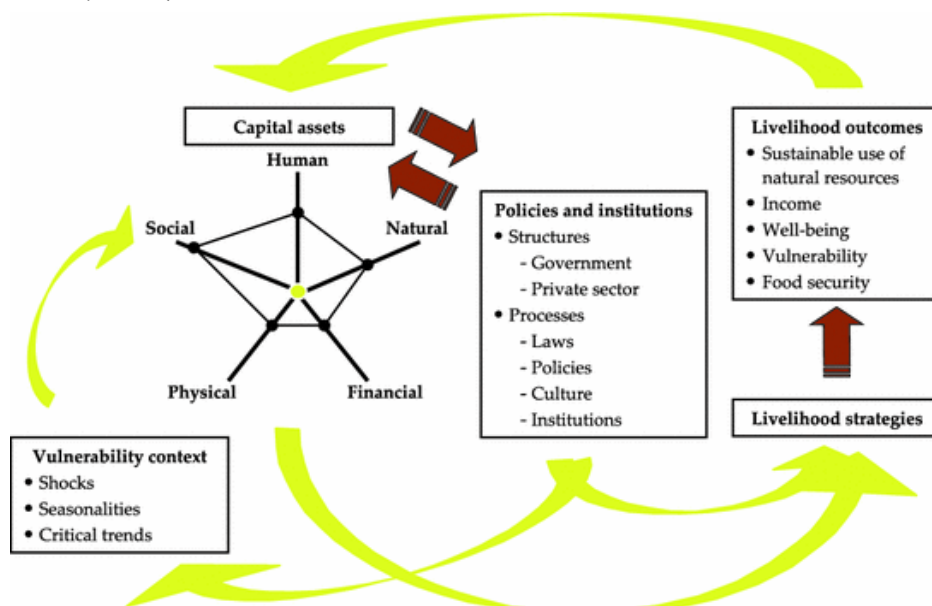 Capital assets
Human
Social
Natural
Physical
Financial
Vulnerability context
• Shocks
• Seasonalities
• Critical trends
Policies and institutions
• Structures
- Government
- Private sector
• Processes
- Laws
- Policies
- Culture
- Institutions
Livelihood outcomes
• Sustainable use of
natural resources
• Income
• Well-being
• Vulnerability
• Food security
Livelihood strategies